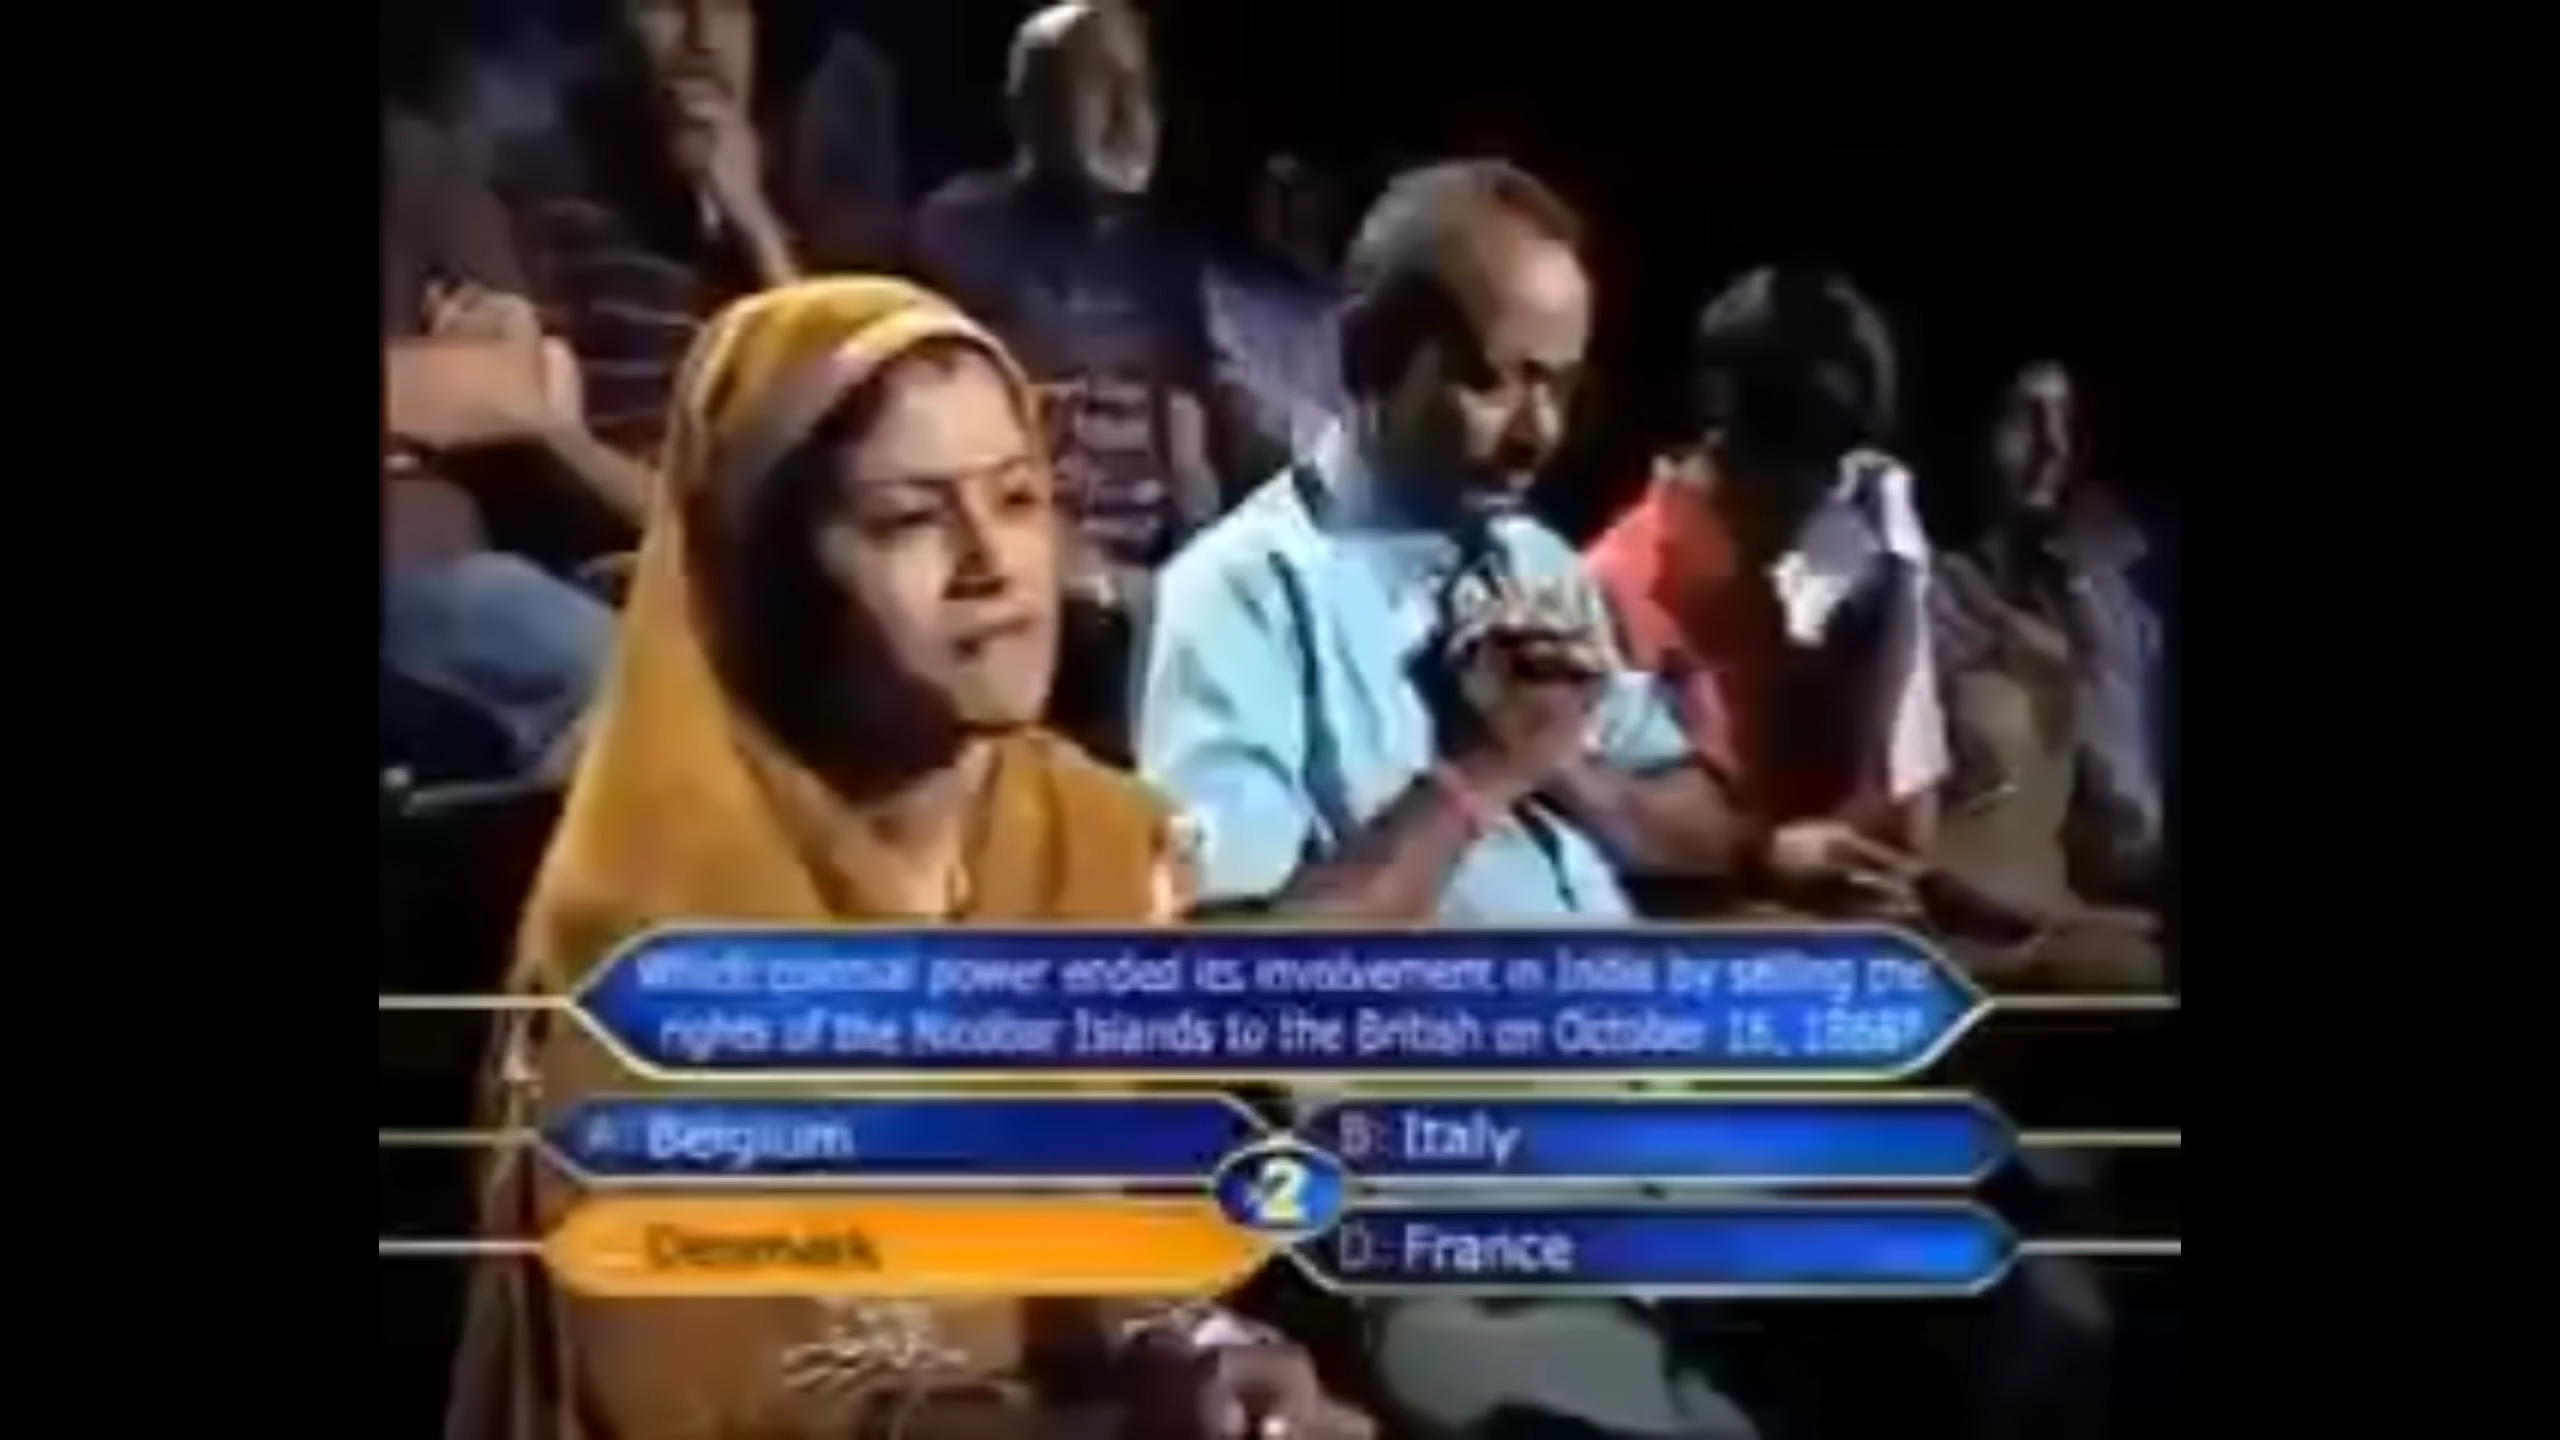 Which colonial power ended its involvement in India by selling the
rights of the Nicobar Islands to the British on October 16, 1868?
A: Belgium
B: Italy
2
Denmark
D: France